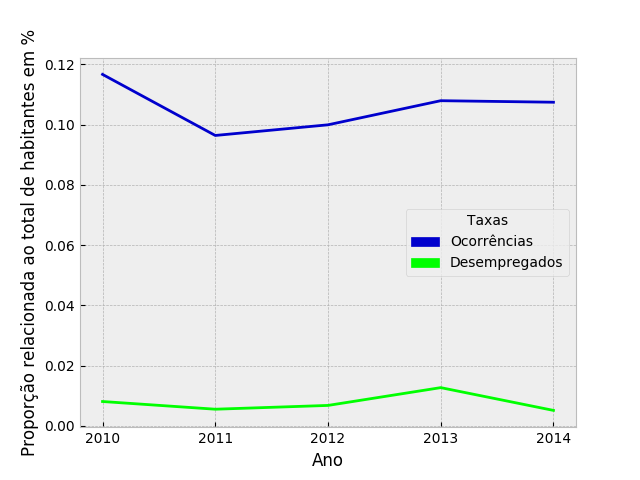 Proporção relacionada ao total de habitantes em %
0.12
0.10
0.08
0.06
0.04
0.02
0.00
Taxas
Ocorrências
Desempregados
2010 2011 2012 2013 2014
Ano